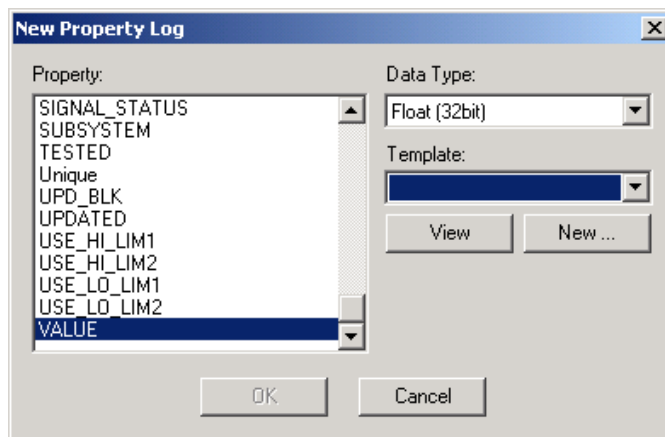 New Property Log
Property:
SIGNAL_STATUS
SUBSYSTEM
TESTED
Unique
UPD_BLK
UPDATED
USE_HI_LIM1
USE_HI_LIM2
USE_LO_LIM1
USE_LO_LIM2
VALUE
Data Type:
Float (32bit)
Template:
View
New ...
OK
Cancel